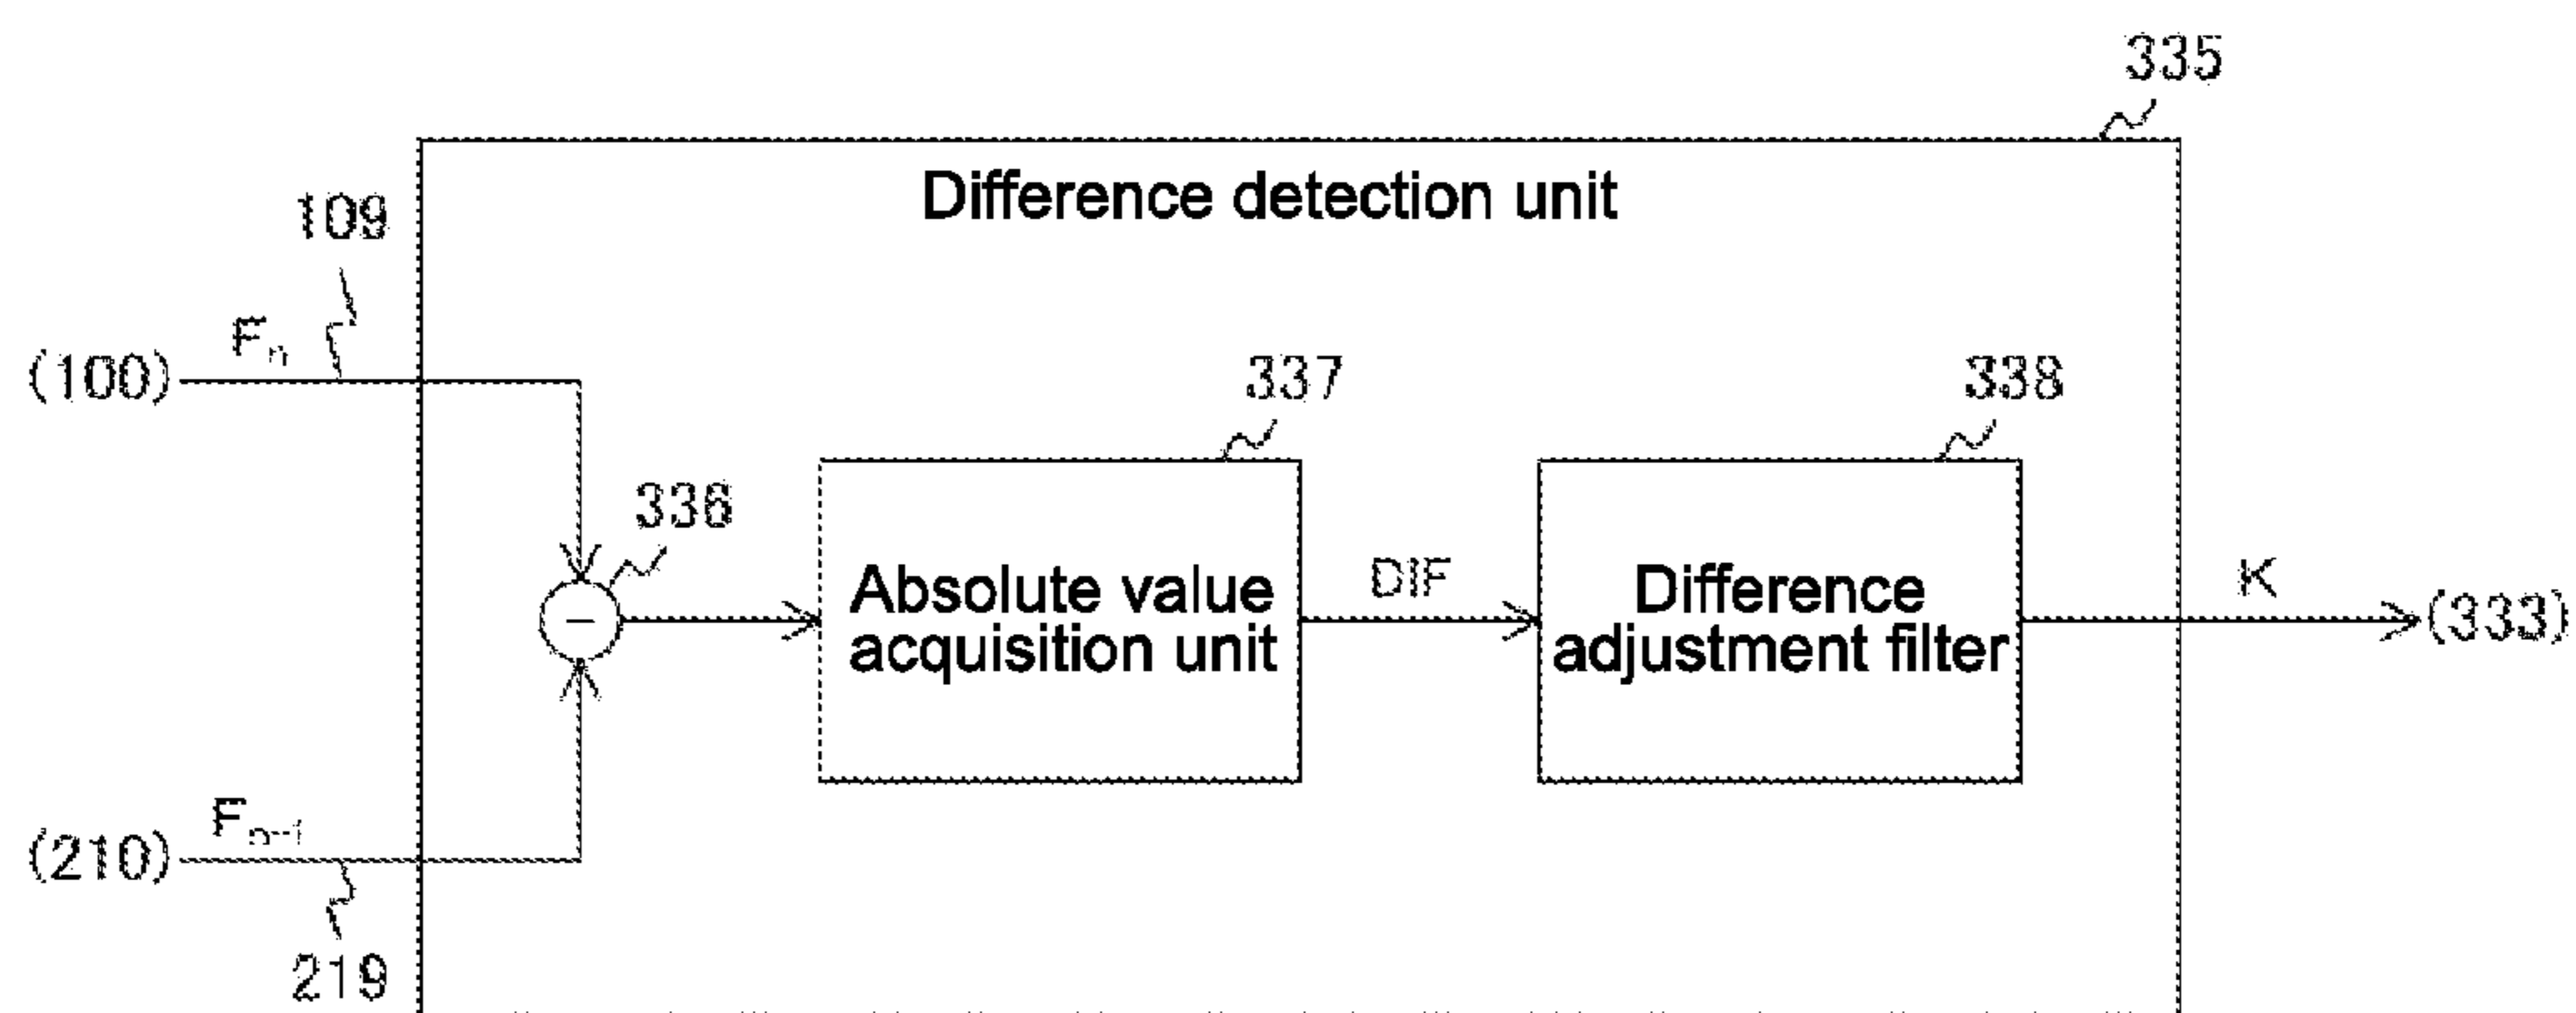 335
Difference detection unit
109
Fn
(100)
337
338
336
Absolute value
acquisition unit
DIF
Difference
adjustment filter
K
(333)
Fn-1
(210)
219
−